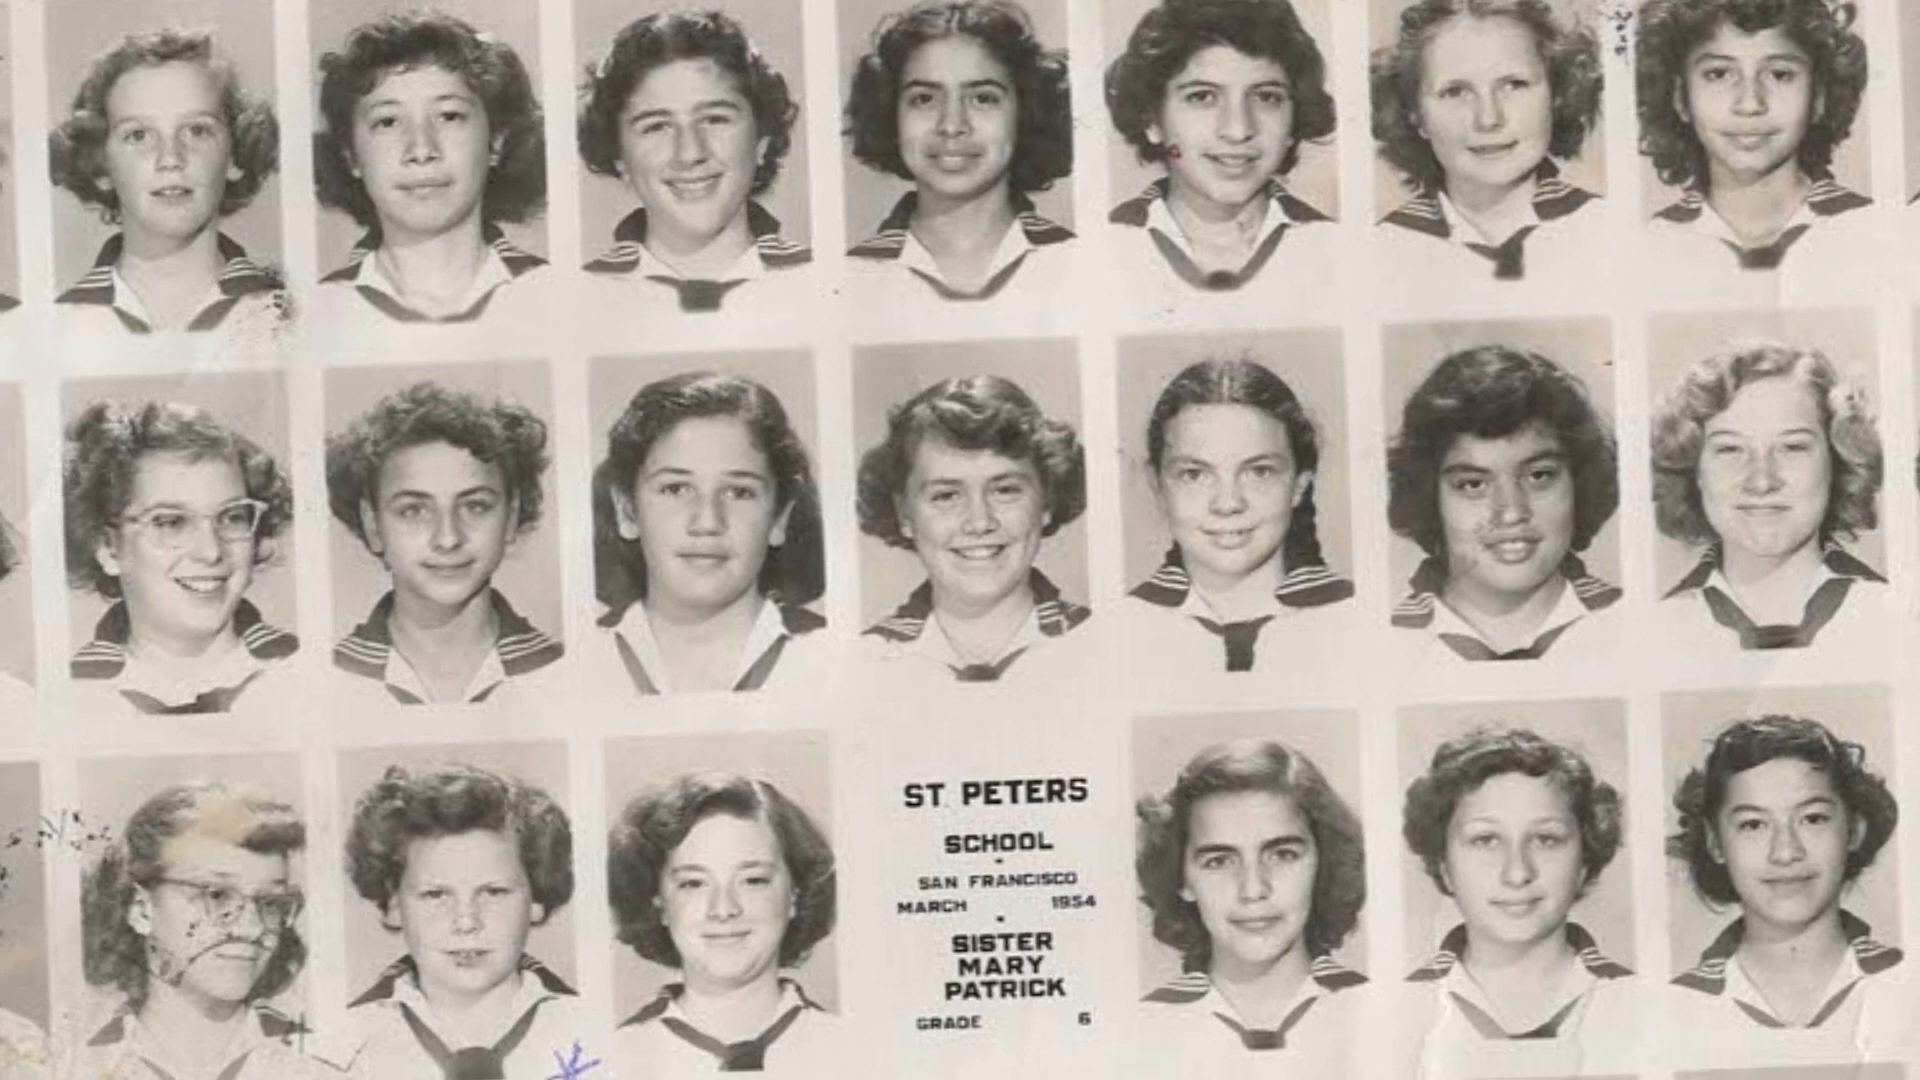 ST. PETERS
SCHOOL
SAN FRANCISCO
MARCH 1954
SISTER
MARY
PATRICK
GRADE 6